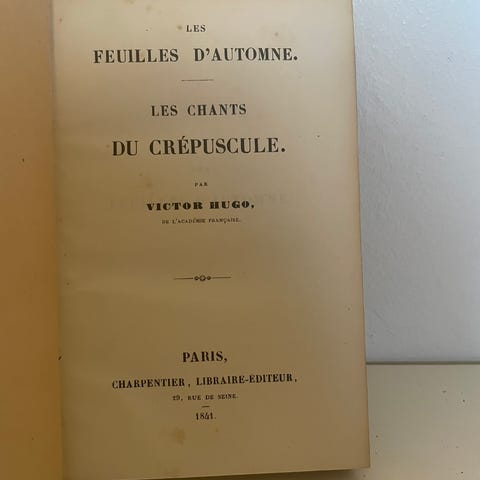 LES
FEUILLES D'AUTOMNE.
LES CHANTS
DU CRÉPUSCULE.
PAR
VICTOR HUGO,
DE L'ACADÉMIE FRANÇAISE.
PARIS,
CHARPENTIER, LIBRAIRE-ÉDITEUR,
29, RUE DE SEINE.
1841.